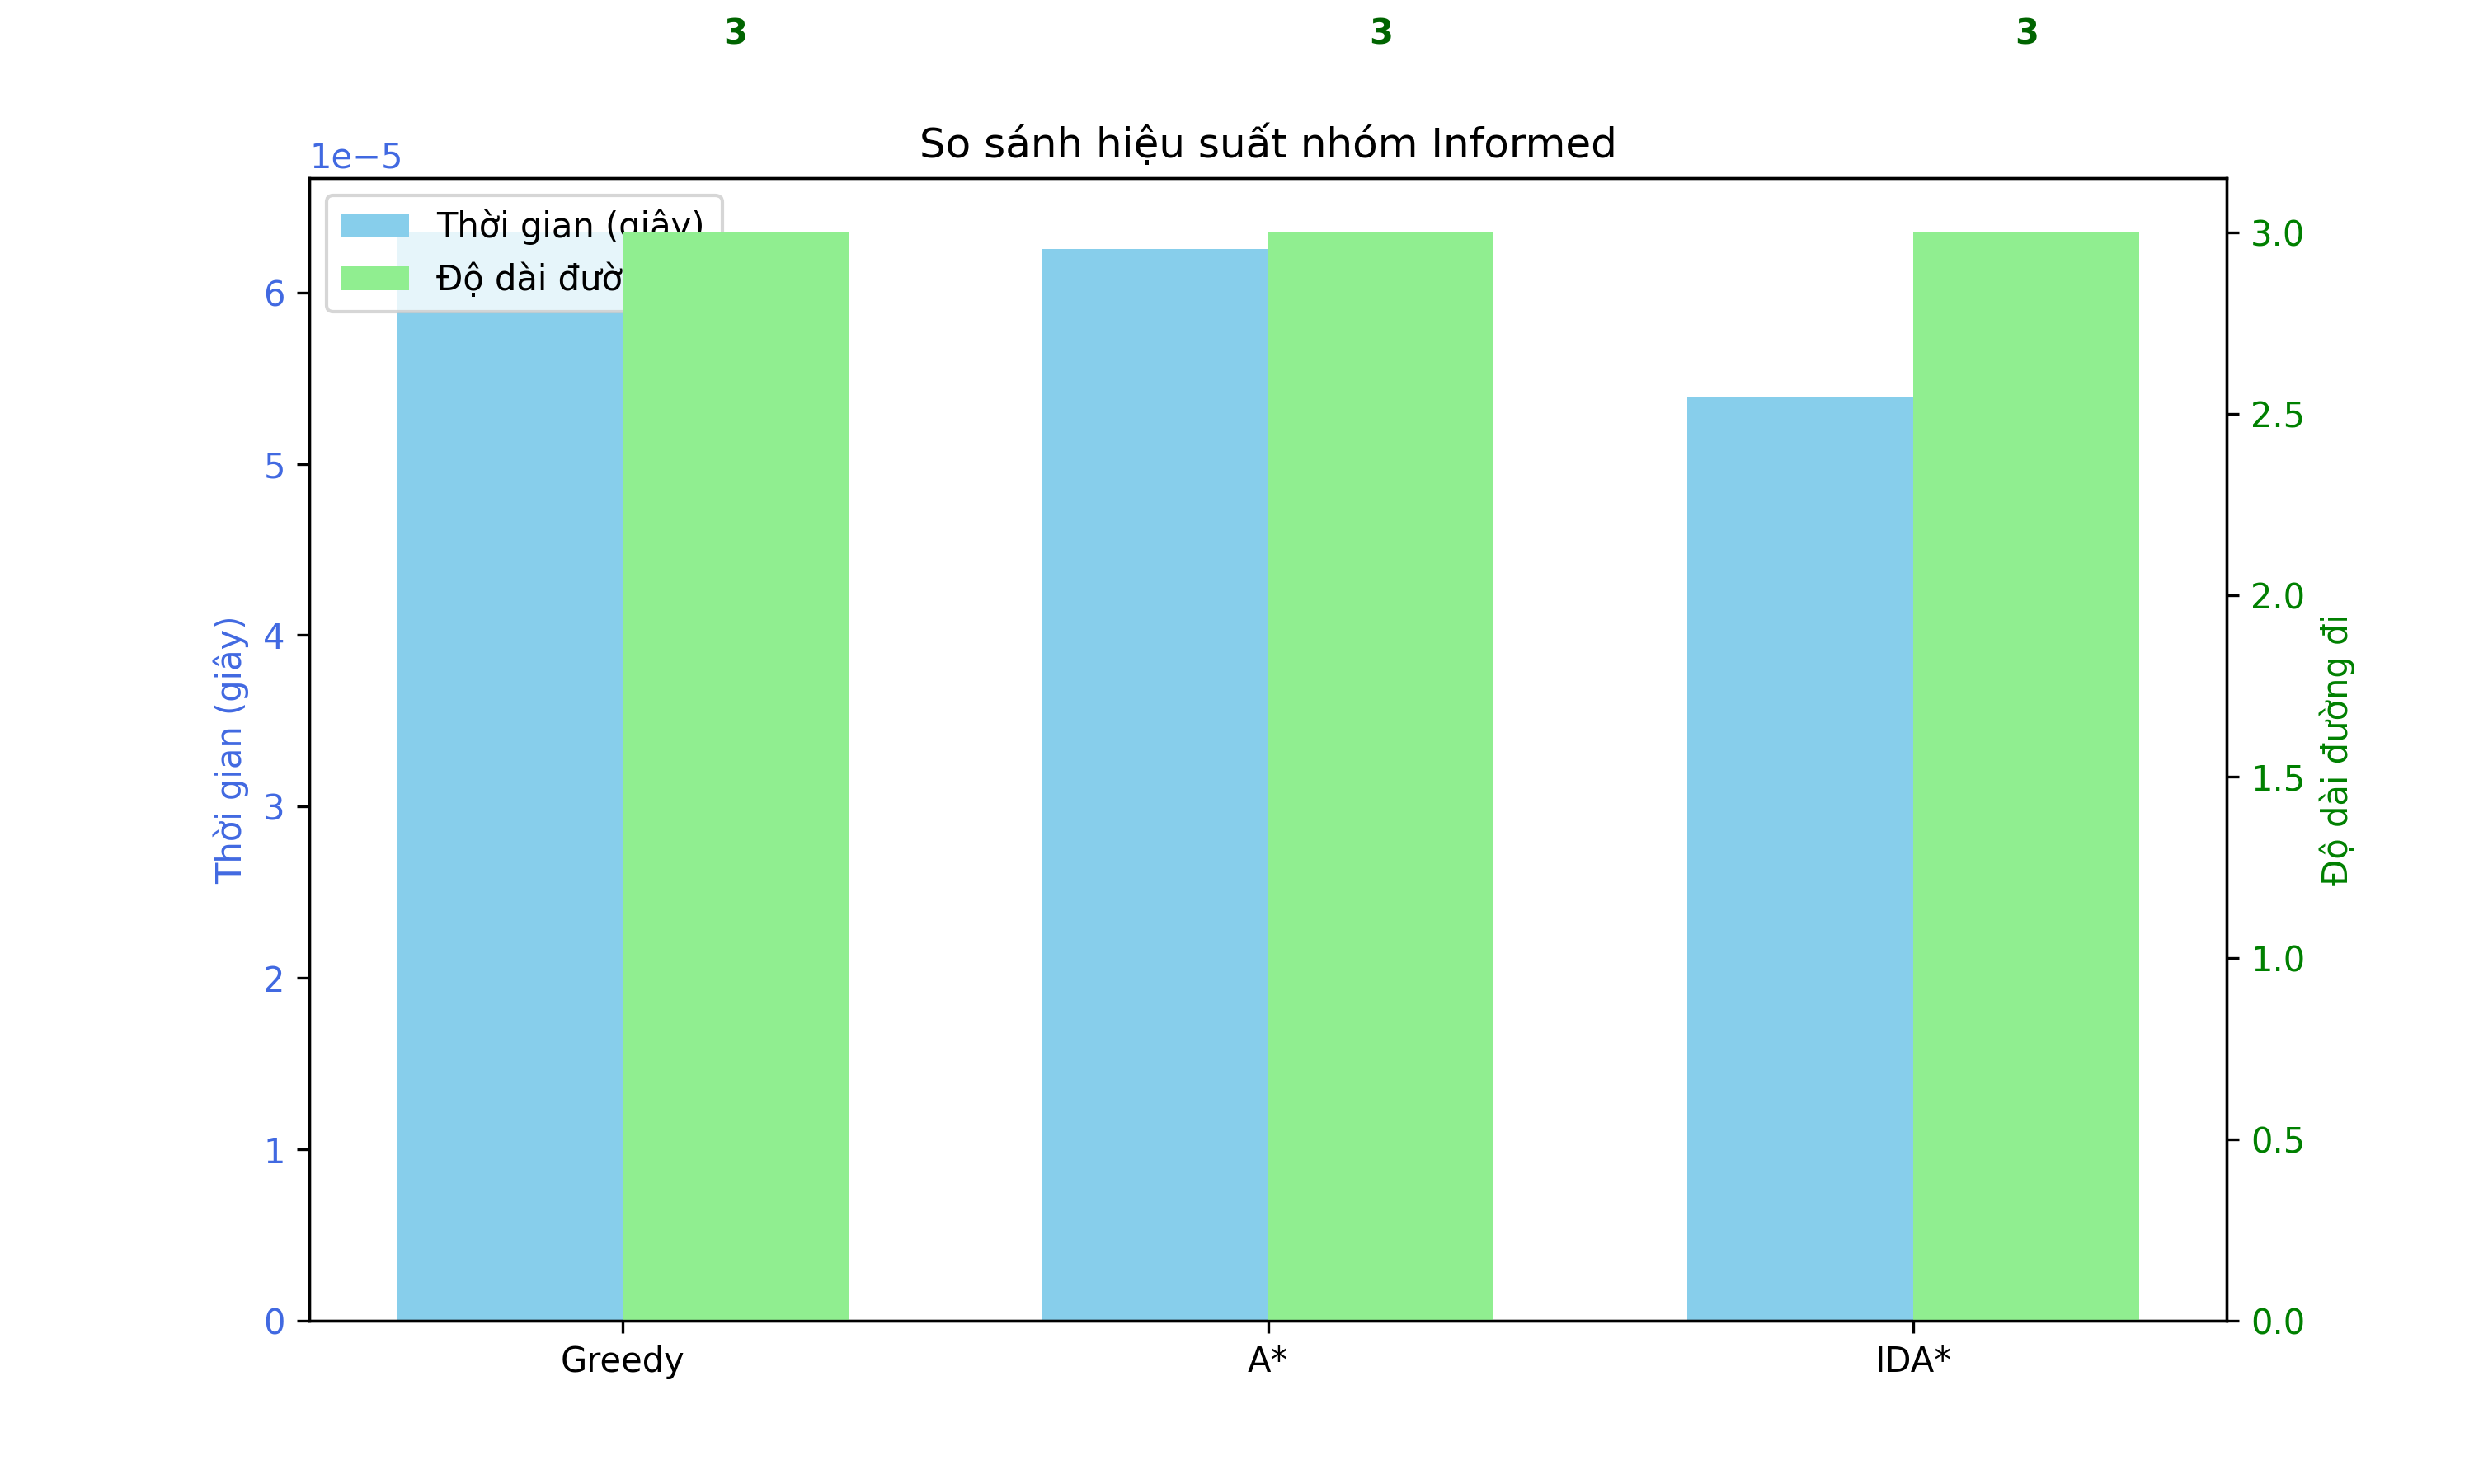 3 3 3
So sánh hiệu suất nhóm Informed
1e−5
Thời gian (giây)
Độ dài
6
5
4
3
2
1
0
Thời gian (giây)
3.0
2.5
2.0
1.5
1.0
0.5
0.0
Độ dài đường đi
Greedy A* IDA*